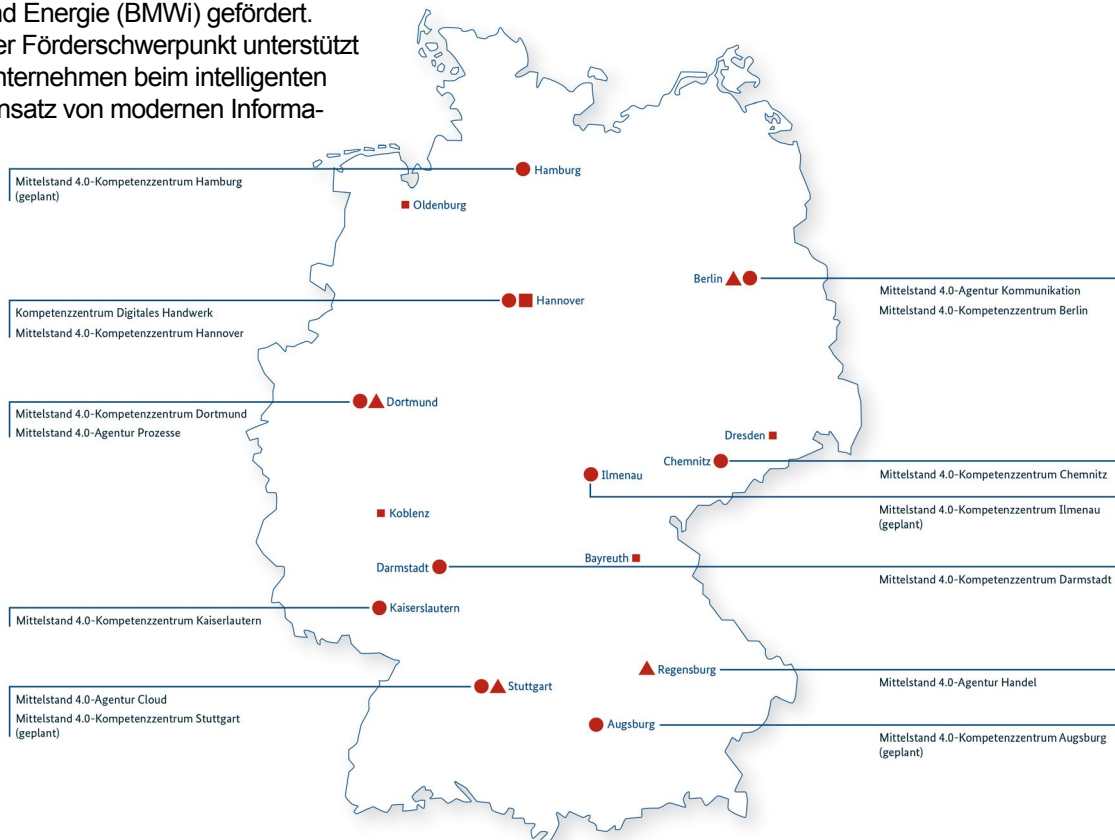 nd Energie (BMWi) gefördert.
er Förderschwerpunkt unterstützt
nternehmen beim intelligenten
nsatz von modernen Informa-
Hamburg
Mittelstand 4.0-Kompetenzzentrum Hamburg
(geplant)
Oldenburg
Berlin
Mittelstand 4.0-Agentur Kommunikation
Mittelstand 4.0-Kompetenzzentrum Berlin
Hannover
Kompetenzzentrum Digitales Handwerk
Mittelstand 4.0-Kompetenzzentrum Hannover
Dortmund
Mittelstand 4.0-Kompetenzzentrum Dortmund
Mittelstand 4.0-Agentur Prozesse
Dresden
Chemnitz
Mittelstand 4.0-Kompetenzzentrum Chemnitz
Ilmenau
Mittelstand 4.0-Kompetenzzentrum Ilmenau
(geplant)
Koblenz
Bayreuth
Darmstadt
Mittelstand 4.0-Kompetenzzentrum Darmstadt
Kaiserslautern
Mittelstand 4.0-Kompetenzzentrum Kaiserlautern
Regensburg
Mittelstand 4.0-Agentur Handel
Stuttgart
Mittelstand 4.0-Agentur Cloud
Mittelstand 4.0-Kompetenzzentrum Stuttgart
(geplant)
Augsburg
Mittelstand 4.0-Kompetenzzentrum Augsburg
(geplant)